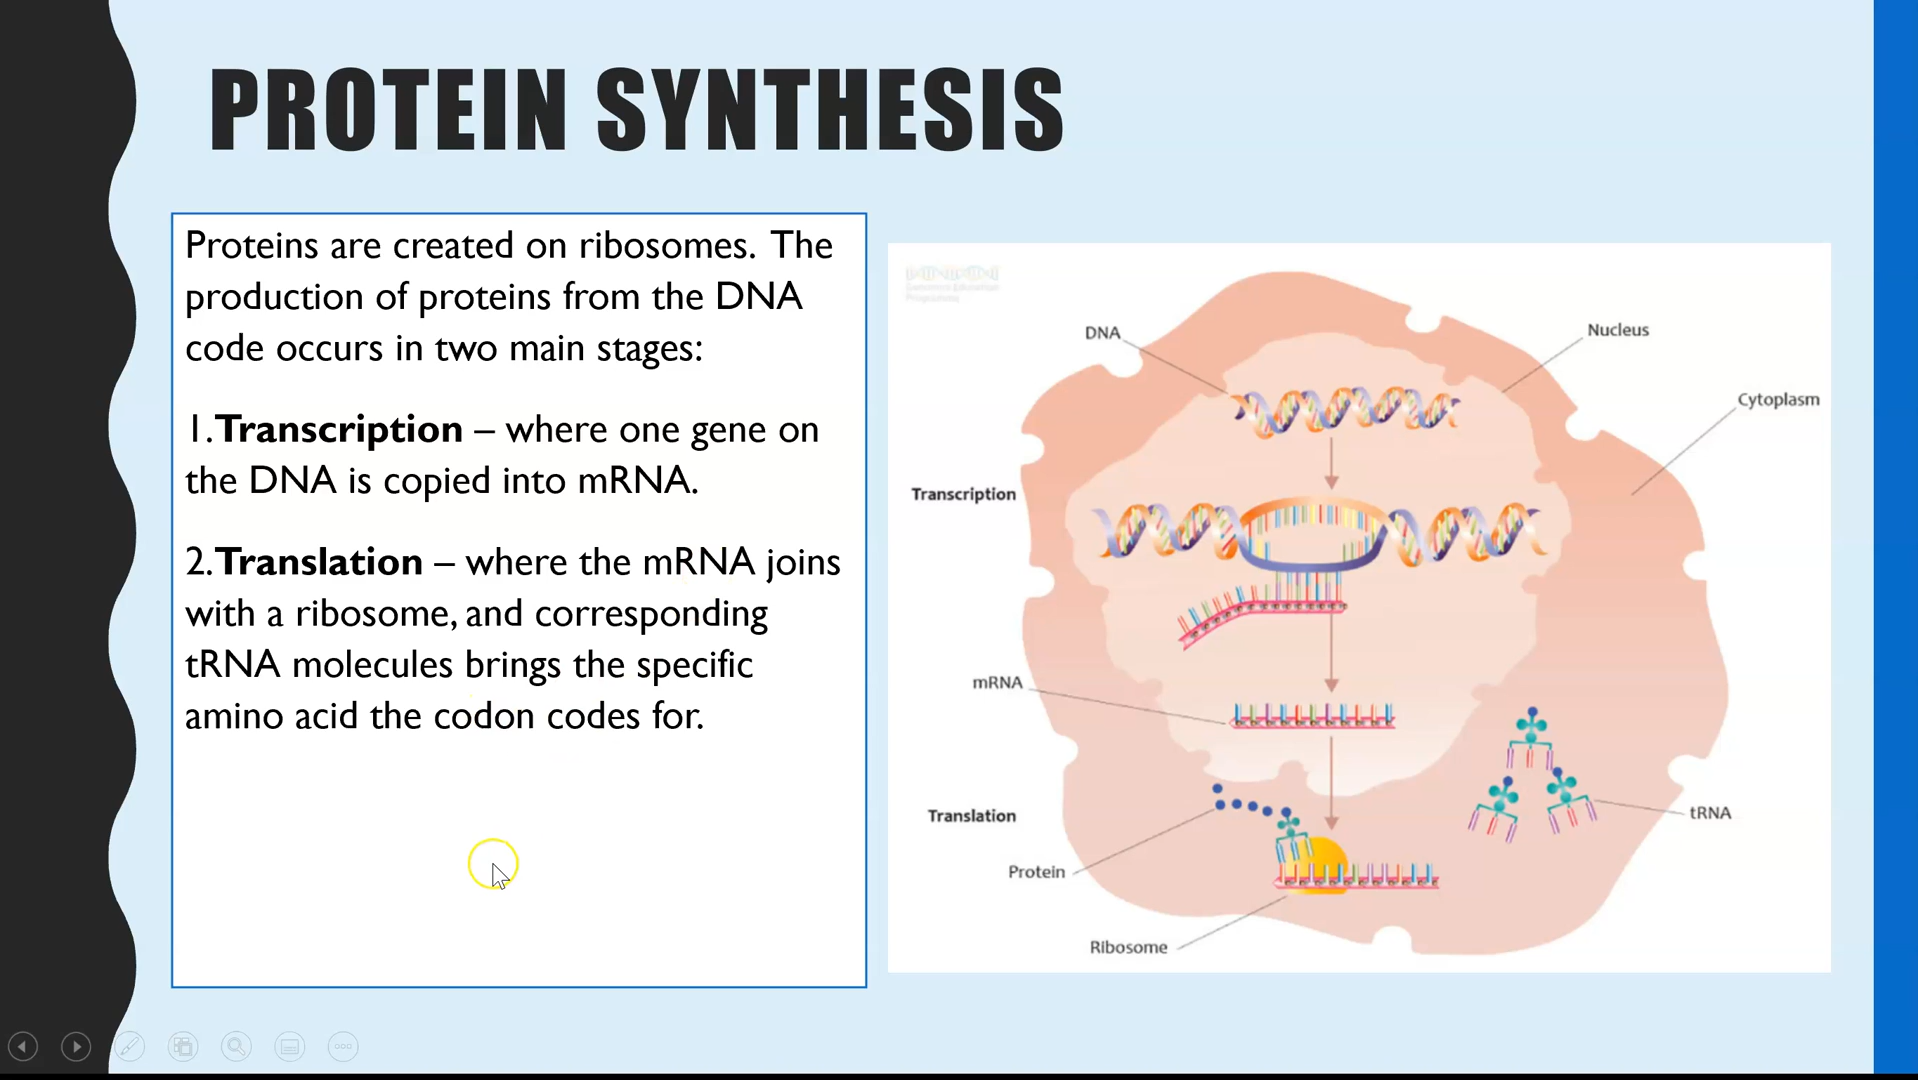 PROTEIN SYNTHESIS
Proteins are created on ribosomes. The
production of proteins from the DNA
code occurs in two main stages:
1.Transcription – where one gene on
the DNA is copied into mRNA.
2.Translation – where the mRNA joins
with a ribosome, and corresponding
tRNA molecules brings the specific
amino acid the codon codes for.
Genomics Education
Programme
DNA
Nucleus
Cytoplasm
Transcription
mRNA
Translation
tRNA
Protein
Ribosome